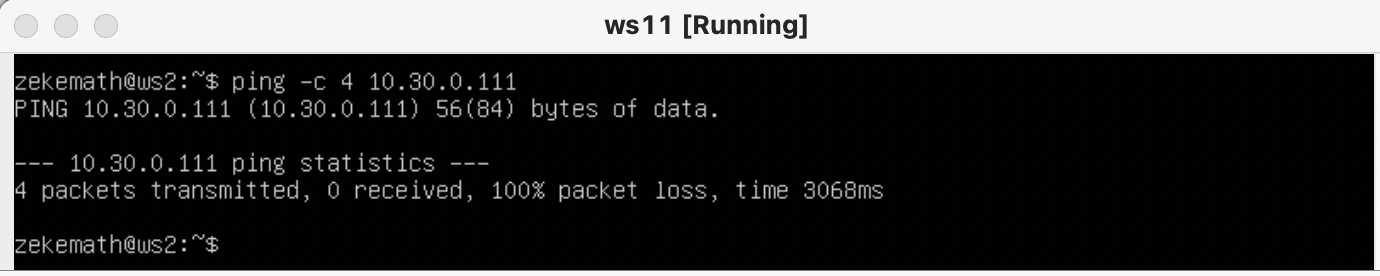 ws11 [Running]
zekemath@ws2:~$ ping -c 4 10.30.0.111
PING 10.30.0.111 (10.30.0.111) 56(84) bytes of data.
--- 10.30.0.111 ping statistics ---
4 packets transmitted, 0 received, 100% packet loss, time 3068ms
zekemath@ws2:~$